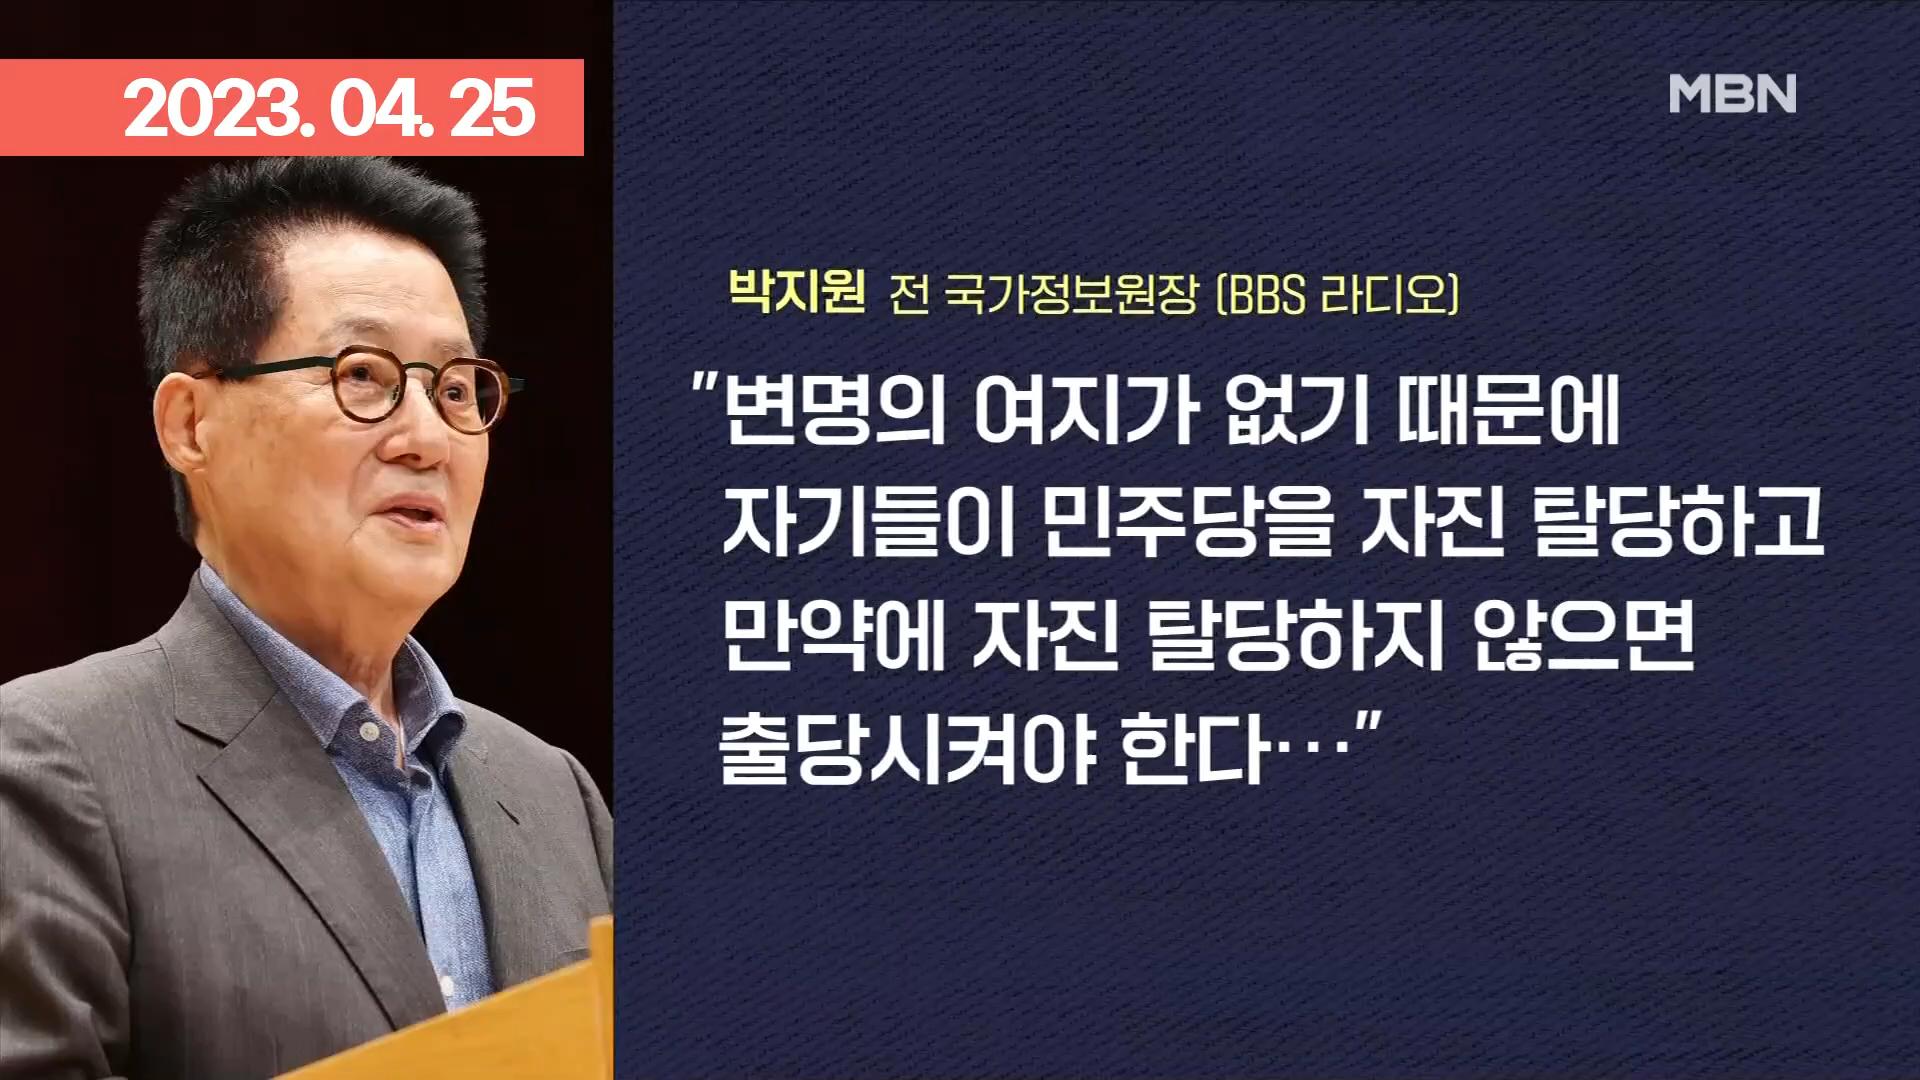 2023. 04. 25
MBN
박지원 전 국가정보원장 (BBS 라디오)
"변명의 여지가 없기 때문에
자기들이 민주당을 자진 탈당하고
만약에 자진 탈당하지 않으면
출당시켜야 한다…"